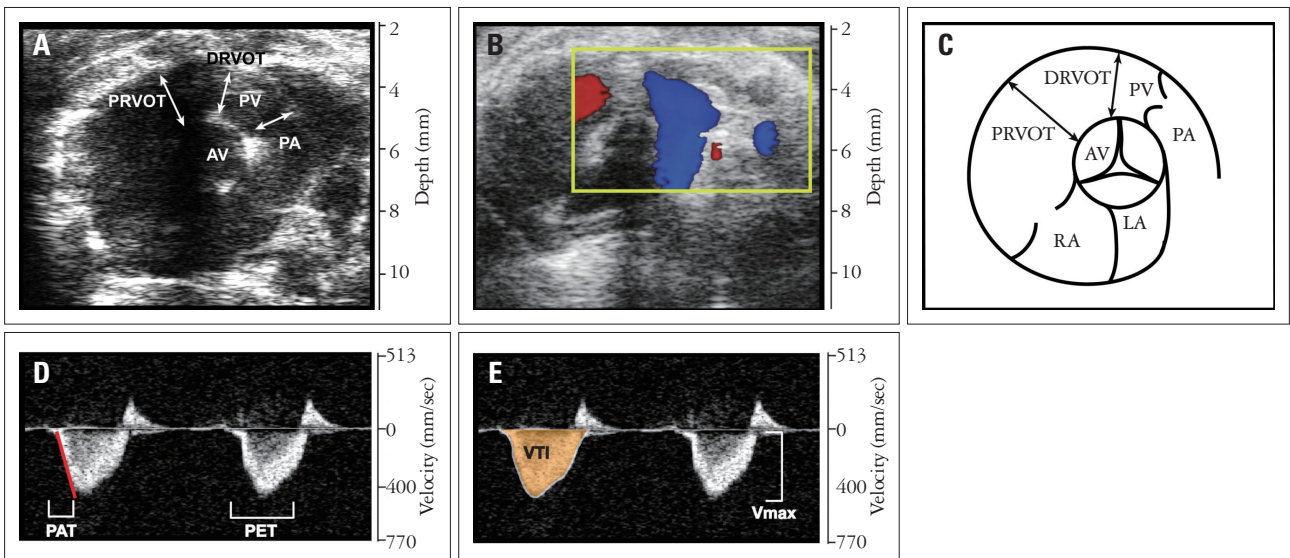 A
DRVOT
PRVOT
PV
AV
PA
2
4
6
8
10
Depth (mm)
B
2
4
6
8
10
Depth (mm)
C
DRVOT
PV
PRVOT
PA
AV
LA
RA
D
PAT
PET
513
0
400
770
Velocity (mm/sec)
E
VTI
Vmax
513
0
400
770
Velocity (mm/sec)